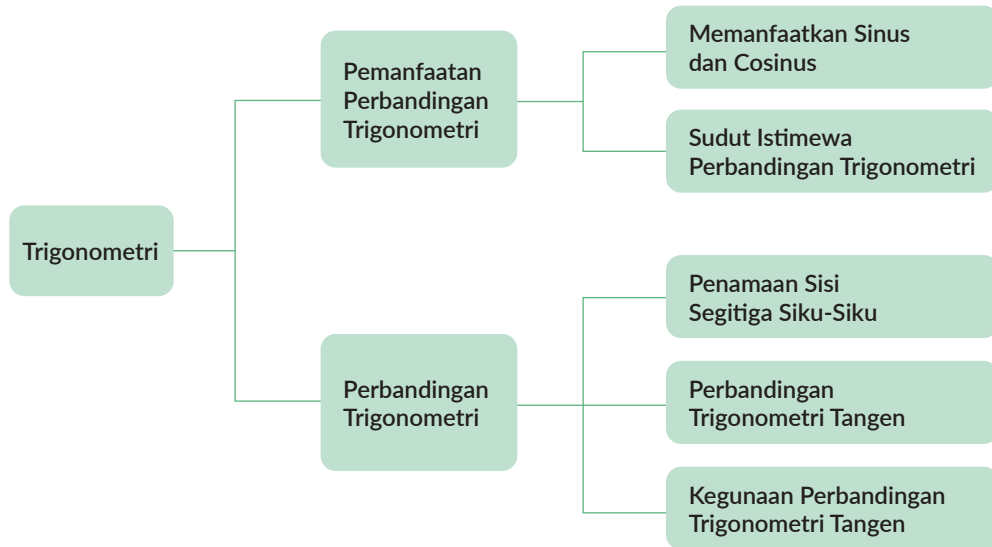 Trigonometri
Pemanfaatan
Perbandingan
Trigonometri
Memanfaatkan Sinus
dan Cosinus
Sudut Istimewa
Perbandingan Trigonometri
Perbandingan
Trigonometri
Penamaan Sisi
Segitiga Siku-Siku
Perbandingan
Trigonometri Tangen
Kegunaan Perbandingan
Trigonometri Tangen